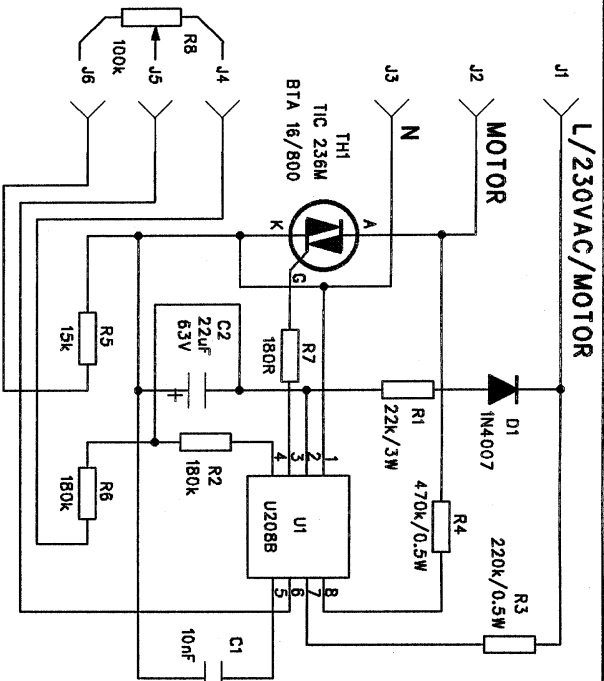 L/230VAC/MOTOR
J1
MOTOR
J2
N
J3
TH1
TIC 236M
BTA 16/800
A
K
G
J4
J5
J6
R8
100k
D1
1N4007
R1
22k/3W
R3
220k/0.5W
R4
470k/0.5W
R7
180R
C2
22uF
63V
+
R5
15k
R2
180k
R6
180k
U1
U208B
1
2
3
4
8
7
6
5
C1
10nF